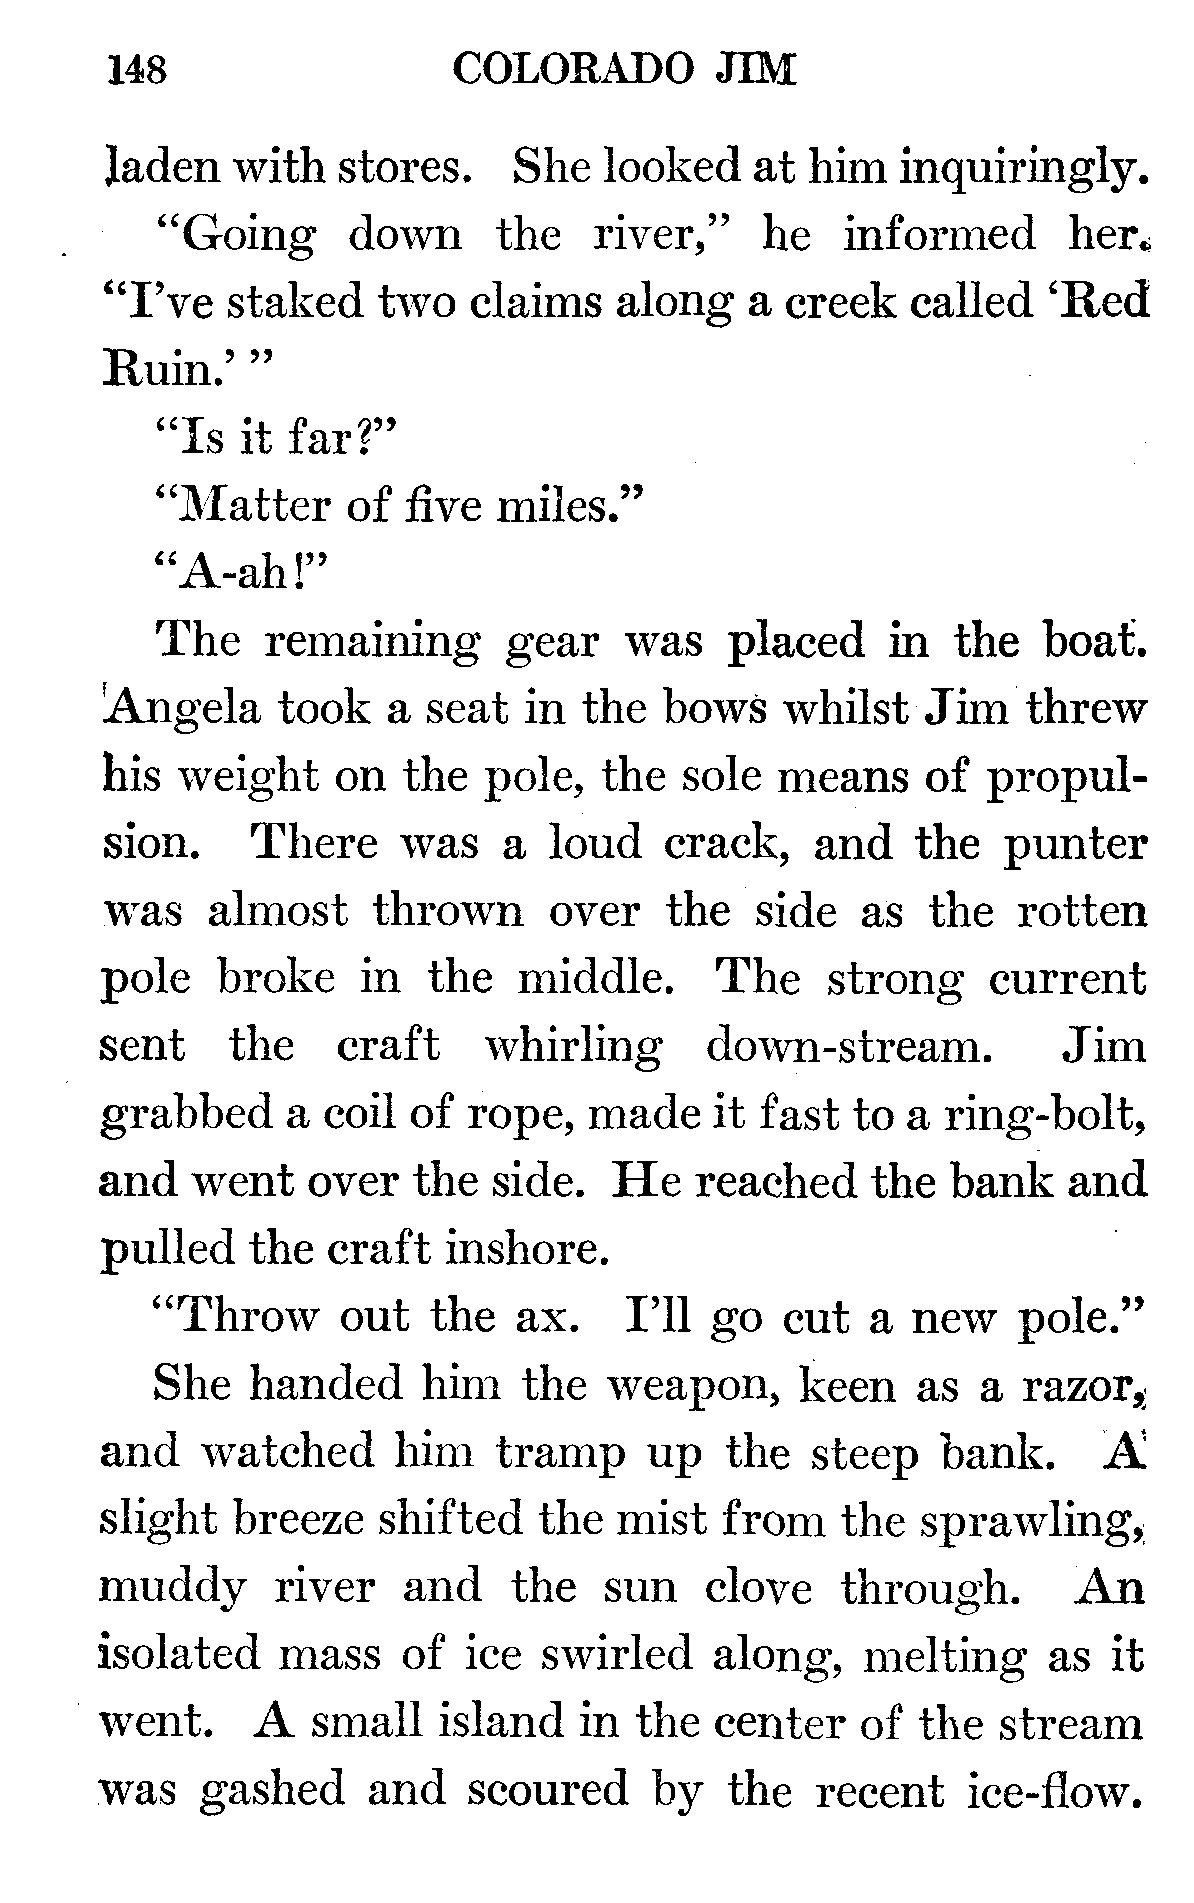 148 COLORADO JIM
laden with stores. She looked at him inquiringly.
“Going down the river,” he informed her.
“I’ve staked two claims along a creek called ‘Red
Ruin.’ ”
“Is it far?”
“Matter of five miles.”
“A-ah!”
The remaining gear was placed in the boat.
Angela took a seat in the bows whilst Jim threw
his weight on the pole, the sole means of propul-
sion. There was a loud crack, and the punter
was almost thrown over the side as the rotten
pole broke in the middle. The strong current
sent the craft whirling down-stream. Jim
grabbed a coil of rope, made it fast to a ring-bolt,
and went over the side. He reached the bank and
pulled the craft inshore.
“Throw out the ax. I’ll go cut a new pole.”
She handed him the weapon, keen as a razor,
and watched him tramp up the steep bank. A
slight breeze shifted the mist from the sprawling,
muddy river and the sun clove through. An
isolated mass of ice swirled along, melting as it
went. A small island in the center of the stream
was gashed and scoured by the recent ice-flow.